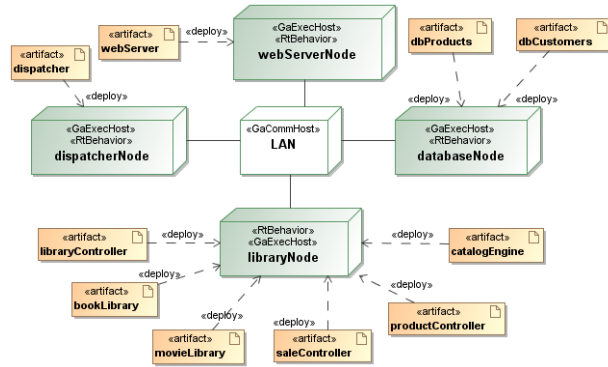 «artifact»
webServer
«deploy»
«GaExecHost»
«RtBehavior»
webServerNode
«artifact»
dbProducts
«artifact»
dbCustomers
«artifact»
dispatcher
«deploy»
«deploy»
«deploy»
«GaExecHost»
«RtBehavior»
dispatcherNode
«GaCommHost»
LAN
«GaExecHost»
«RtBehavior»
databaseNode
«artifact»
libraryController
«deploy»
«RtBehavior»
«GaExecHost»
libraryNode
«deploy»
«artifact»
catalogEngine
«artifact»
bookLibrary
«deploy»
«deploy»
«artifact»
movieLibrary
«deploy»
«artifact»
saleController
«deploy»
«artifact»
productController